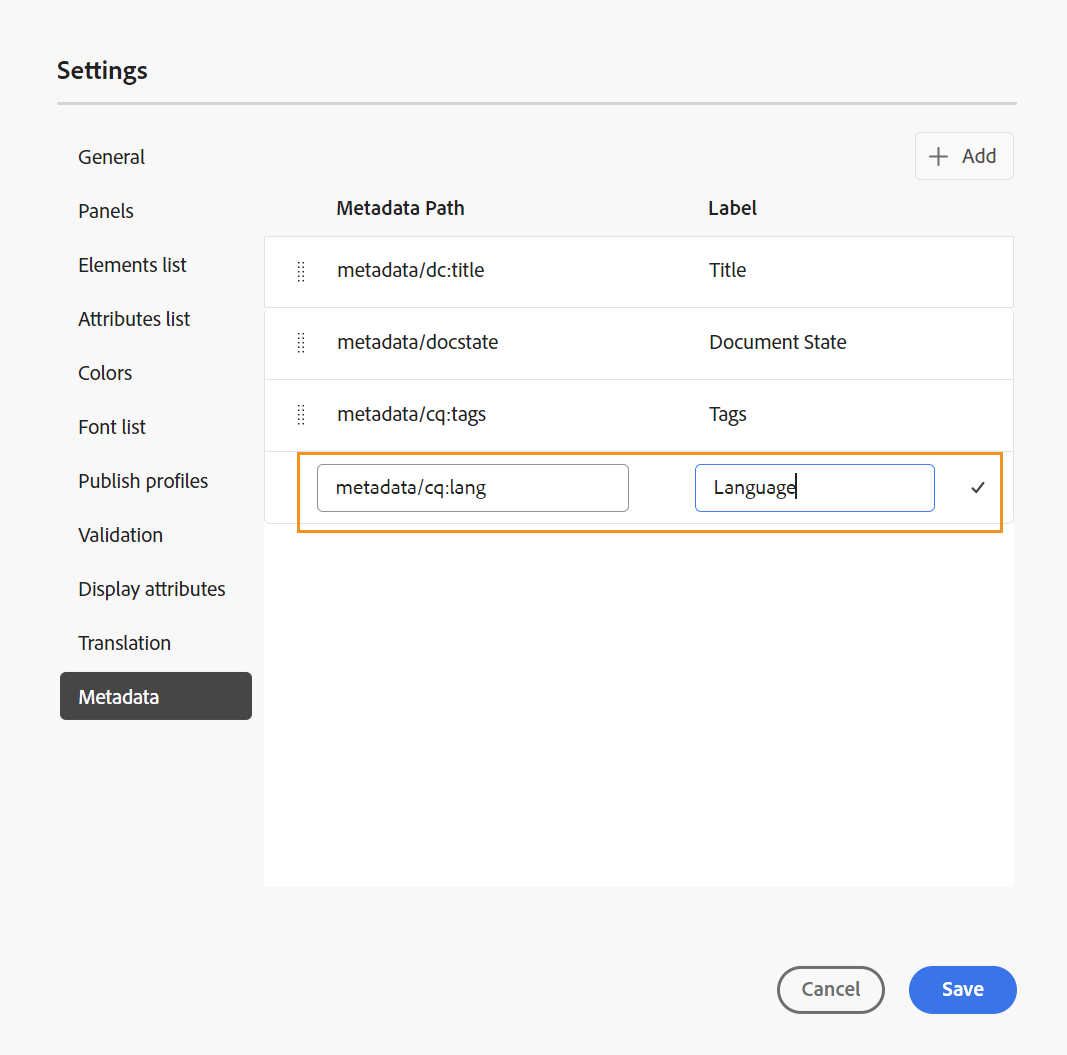 Settings
General
Panels
Elements list
Attributes list
Colors
Font list
Publish profiles
Validation
Display attributes
Translation
Metadata
Add
Metadata Path Label
metadata/dc:title Title
metadata/docstate Document State
metadata/cq:tags Tags
metadata/cq:lang Language
Cancel Save